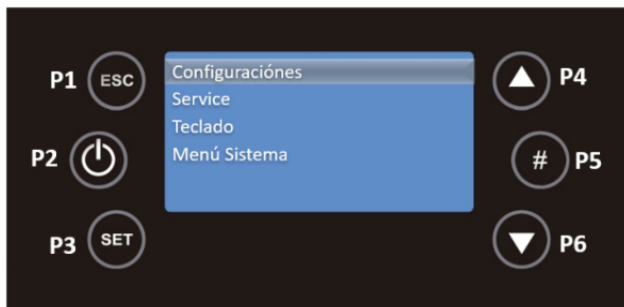 P1 ESC
Configuraciónes
P4
Service
Teclado
Menú Sistema
P2
# P5
P3 SET
P6